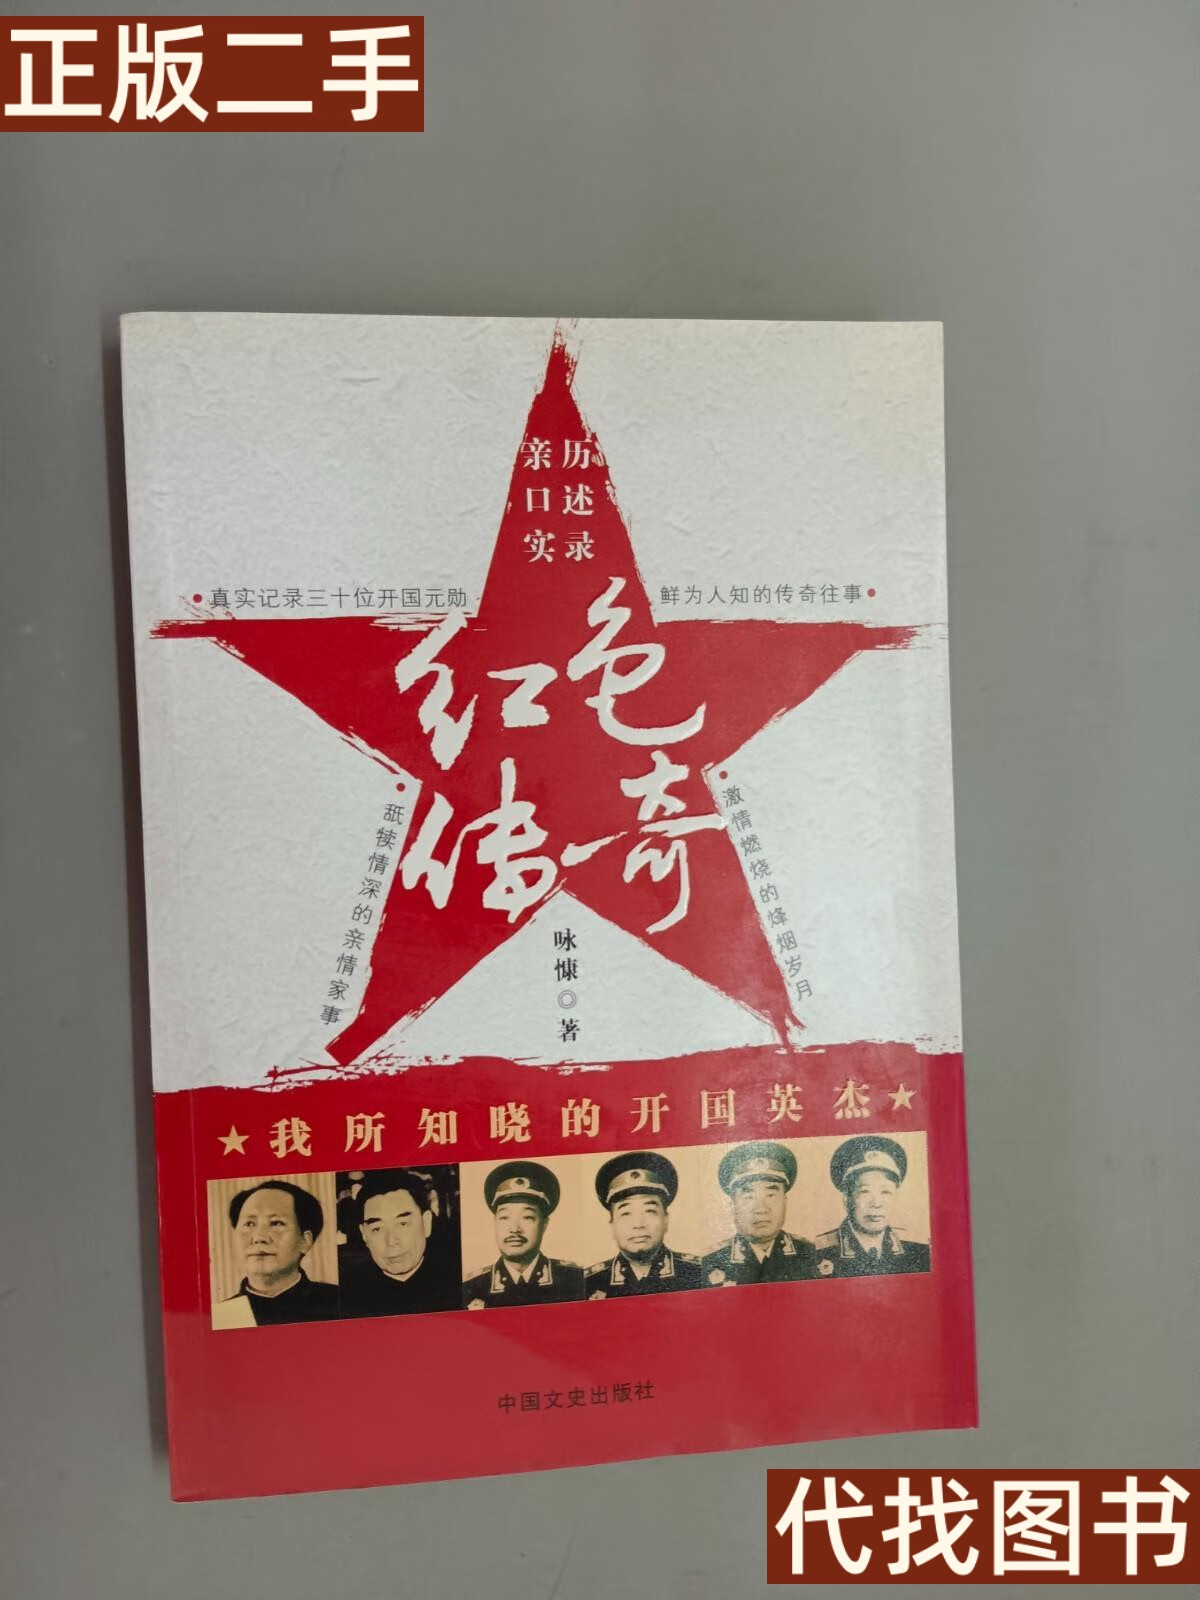 正版二手
亲历
口述
实录
•真实记录三十位开国元勋
鲜为人知的传奇往事•
红色
传奇
•舐犊情深的亲情家事
•激情燃烧的烽烟岁月
咏慷◎著
★我所知晓的开国英杰★
中国文史出版社
代找图书